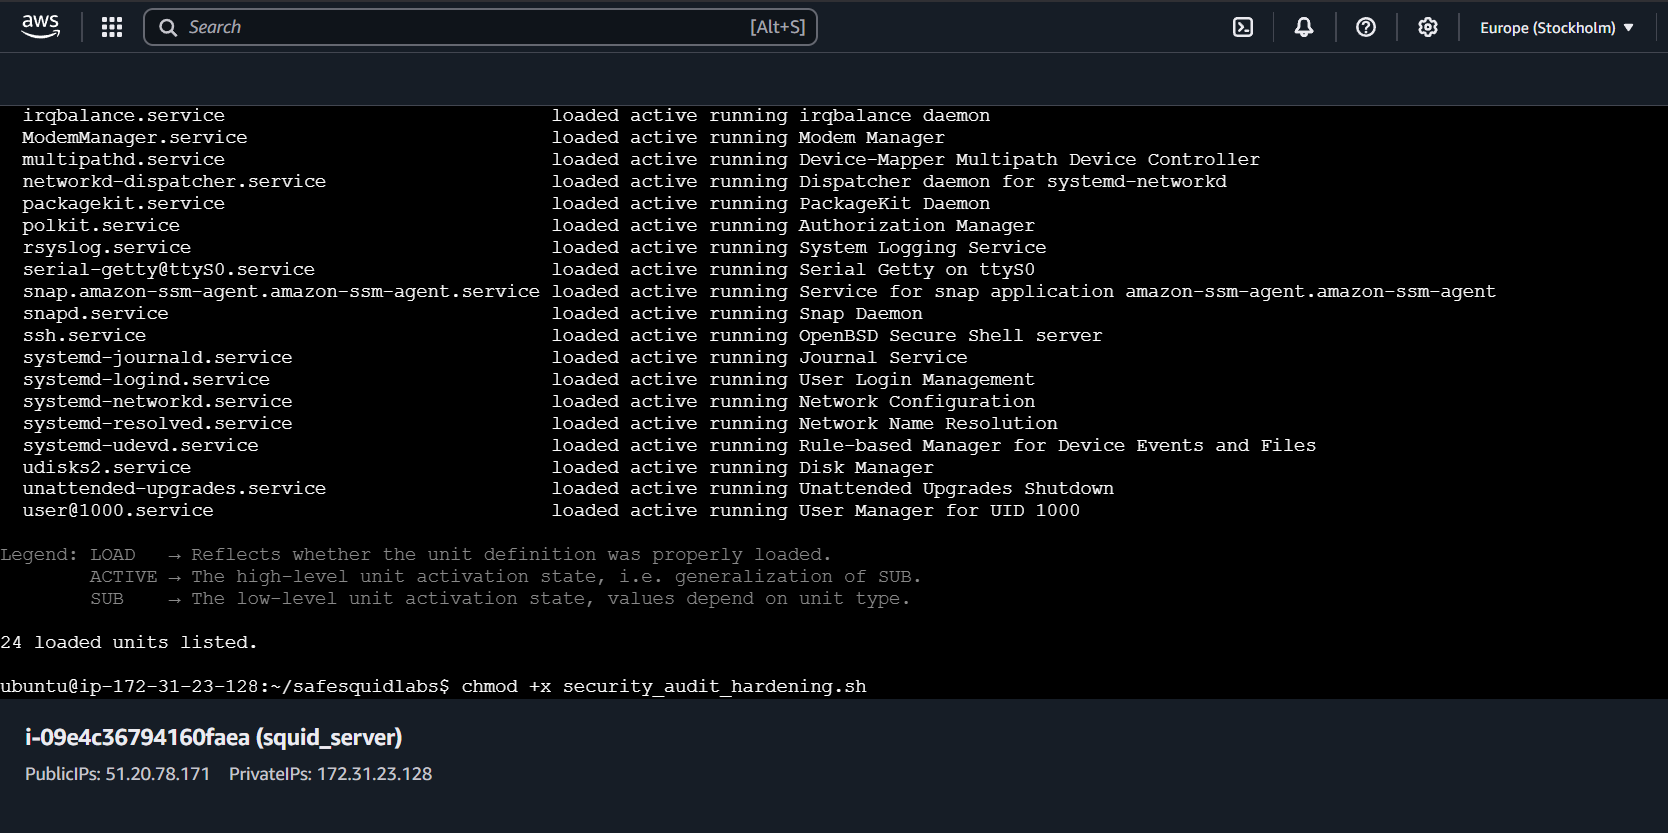 aws
Search [Alt+S]
Europe (Stockholm)
irqbalance.service loaded active running irqbalance daemon
ModemManager.service loaded active running Modem Manager
multipathd.service loaded active running Device-Mapper Multipath Device Controller
networkd-dispatcher.service loaded active running Dispatcher daemon for systemd-networkd
packagekit.service loaded active running PackageKit Daemon
polkit.service loaded active running Authorization Manager
rsyslog.service loaded active running System Logging Service
serial-getty@ttyS0.service loaded active running Serial Getty on ttyS0
snap.amazon-ssm-agent.amazon-ssm-agent.service loaded active running Service for snap application amazon-ssm-agent.amazon-ssm-agent
snapd.service loaded active running Snap Daemon
ssh.service loaded active running OpenBSD Secure Shell server
systemd-journald.service loaded active running Journal Service
systemd-logind.service loaded active running User Login Management
systemd-networkd.service loaded active running Network Configuration
systemd-resolved.service loaded active running Network Name Resolution
systemd-udevd.service loaded active running Rule-based Manager for Device Events and Files
udisks2.service loaded active running Disk Manager
unattended-upgrades.service loaded active running Unattended Upgrades Shutdown
user@1000.service loaded active running User Manager for UID 1000
Legend: LOAD → Reflects whether the unit definition was properly loaded.
ACTIVE → The high-level unit activation state, i.e. generalization of SUB.
SUB → The low-level unit activation state, values depend on unit type.
24 loaded units listed.
ubuntu@ip-172-31-23-128:~/safesquidlabs$ chmod +x security_audit_hardening.sh
i-09e4c36794160faea (squid_server)
PublicIPs: 51.20.78.171 PrivateIPs: 172.31.23.128